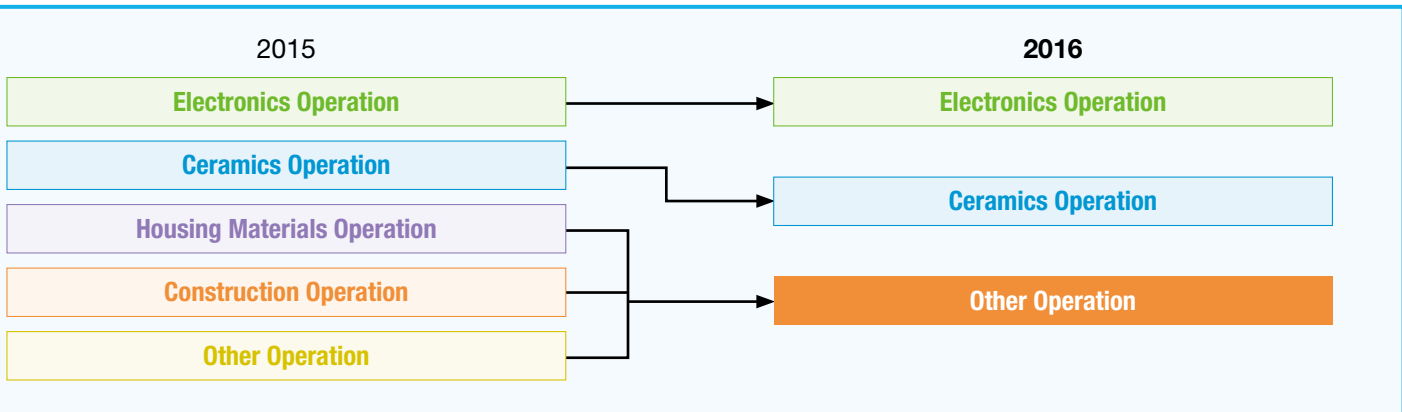 2015
2016
Electronics Operation
Electronics Operation
Ceramics Operation
Ceramics Operation
Housing Materials Operation
Construction Operation
Other Operation
Other Operation